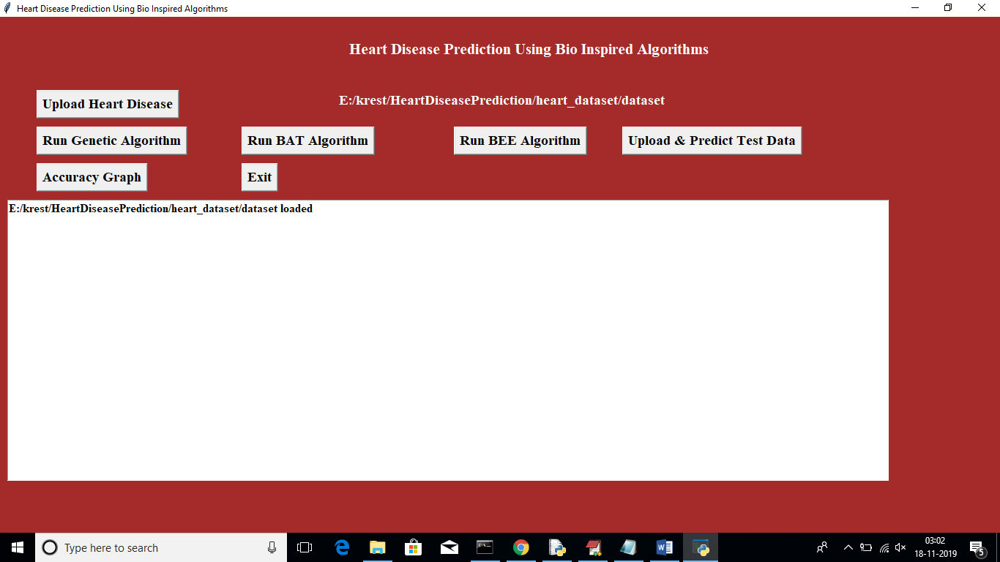 Heart Disease Prediction Using Bio Inspired Algorithms
Heart Disease Prediction Using Bio Inspired Algorithms
Upload Heart Disease
E:/krest/HeartDiseasePrediction/heart_dataset/dataset
Run Genetic Algorithm
Run BAT Algorithm
Run BEE Algorithm
Upload & Predict Test Data
Accuracy Graph
Exit
E:/krest/HeartDiseasePrediction/heart_dataset/dataset loaded
Type here to search
03:02
18-11-2019
5